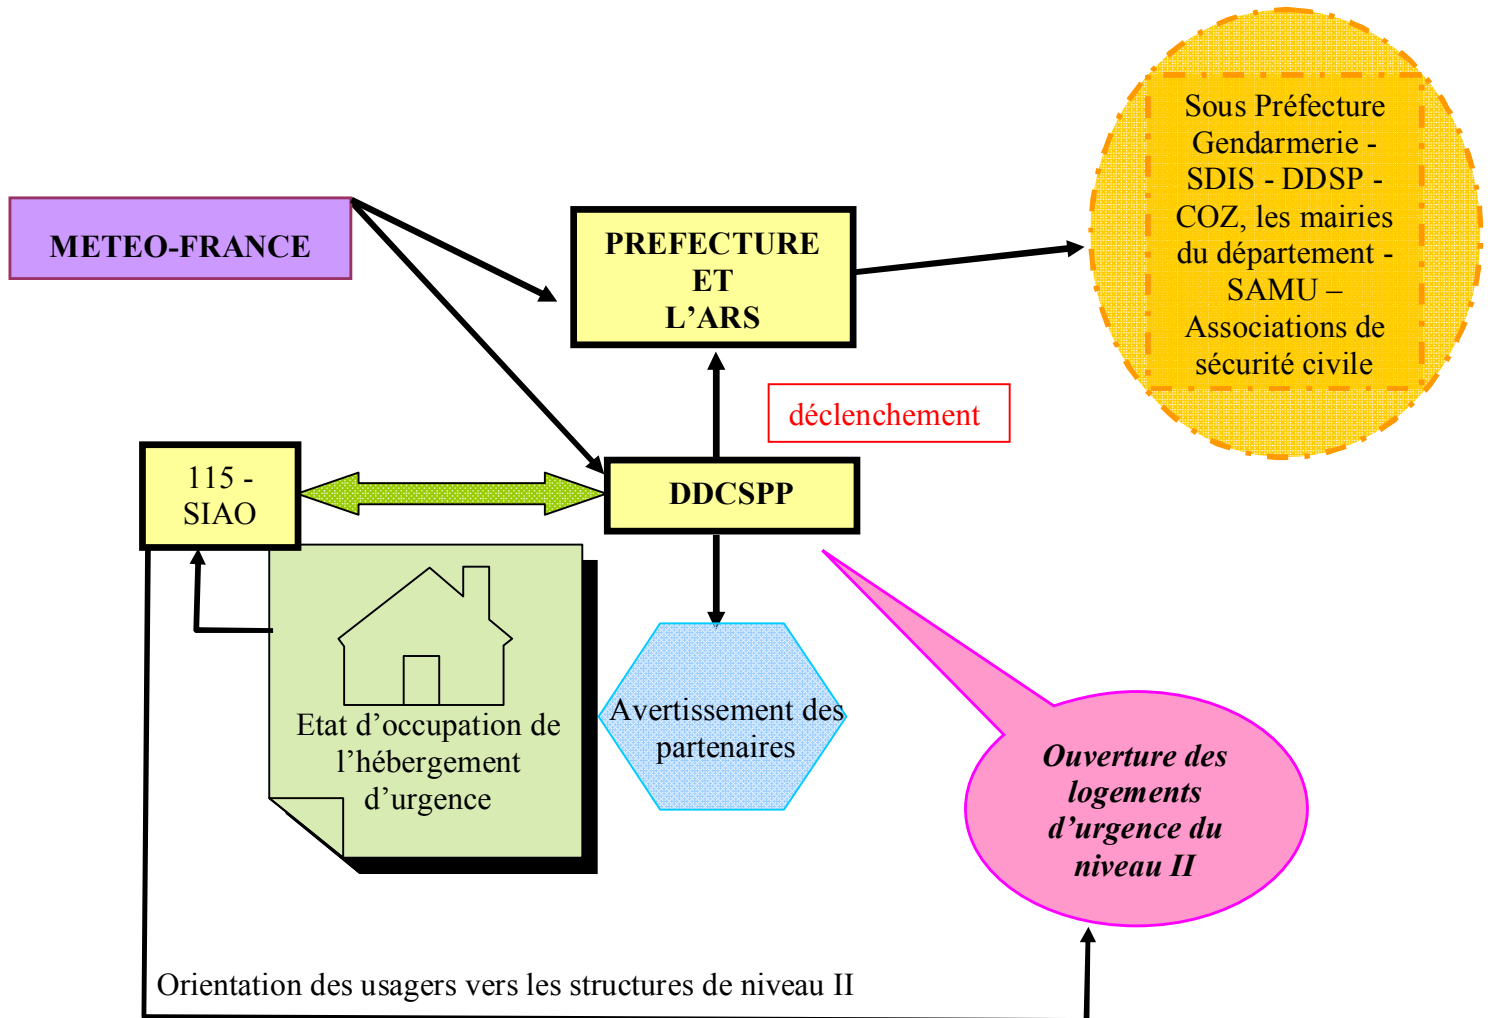 METEO-FRANCE
PREFECTURE
ET
L’ARS
Sous Préfecture
Gendarmerie -
SDIS - DDSP -
COZ, les mairies
du département -
SAMU –
Associations de
sécurité civile
déclenchement
115 -
SIAO
DDCSPP
Etat d’occupation de
l’hébergement
d’urgence
Avertissement des
partenaires
Ouverture des
logements
d’urgence du
niveau II
Orientation des usagers vers les structures de niveau II